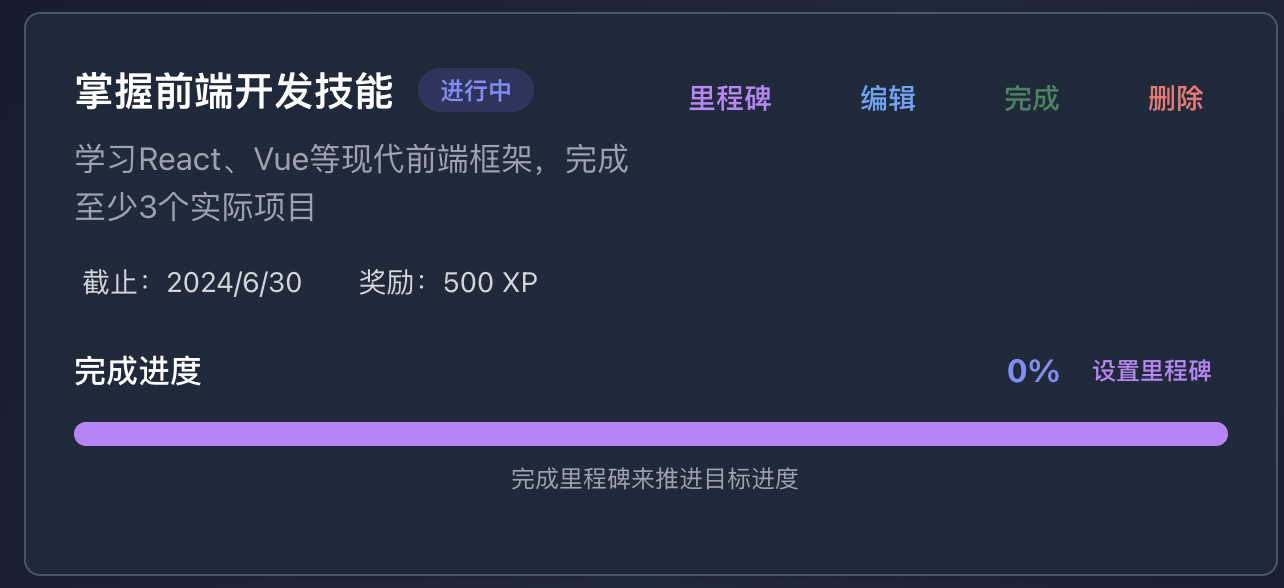 掌握前端开发技能 进行中 里程碑 编辑 完成 删除
学习React、Vue等现代前端框架，完成
至少3个实际项目
截止：2024/6/30 奖励：500 XP
完成进度 0% 设置里程碑
完成里程碑来推进目标进度